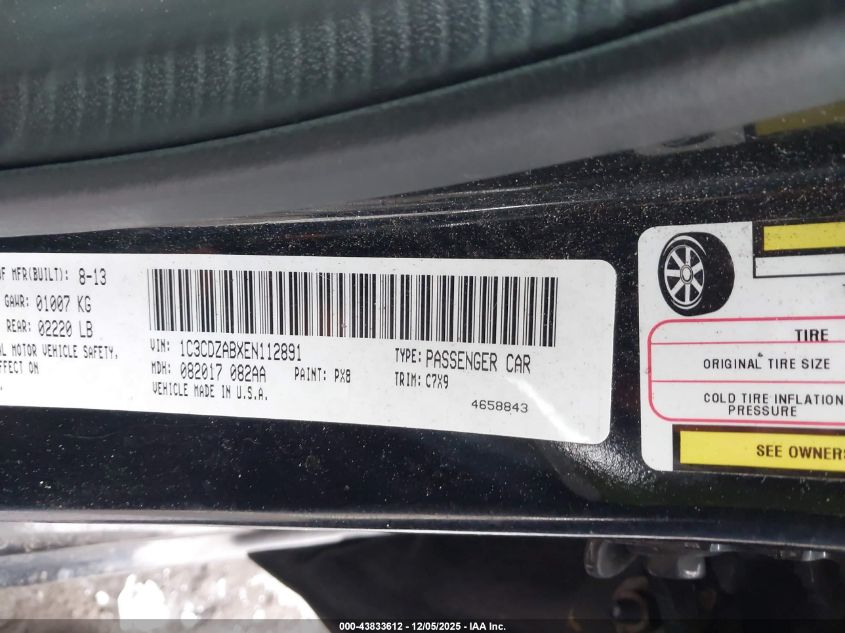 OF MFR(BUILT): 8-13
GAWR: 01007 KG
REAR: 02220 LB
MOTOR VEHICLE SAFETY,
EFFECT ON
VIN: 1C3CDZABXEN112891
TYPE: PASSENGER CAR
MDH: 082017 082AA
PAINT: PX8
TRIM: C7X9
VEHICLE MADE IN U.S.A.
4658843
TIRE
ORIGINAL TIRE SIZE
COLD TIRE INFLATION
PRESSURE
SEE OWNERS
000-43833612 - 12/05/2025 - IAA Inc.